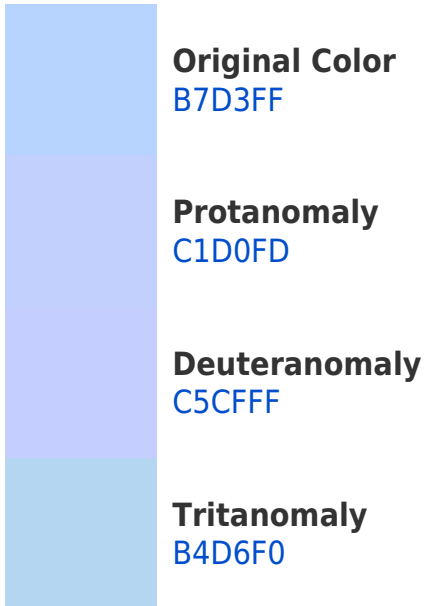 Original Color
B7D3FF
Protanomaly
C1D0FD
Deuteranomaly
C5CFFF
Tritanomaly
B4D6F0